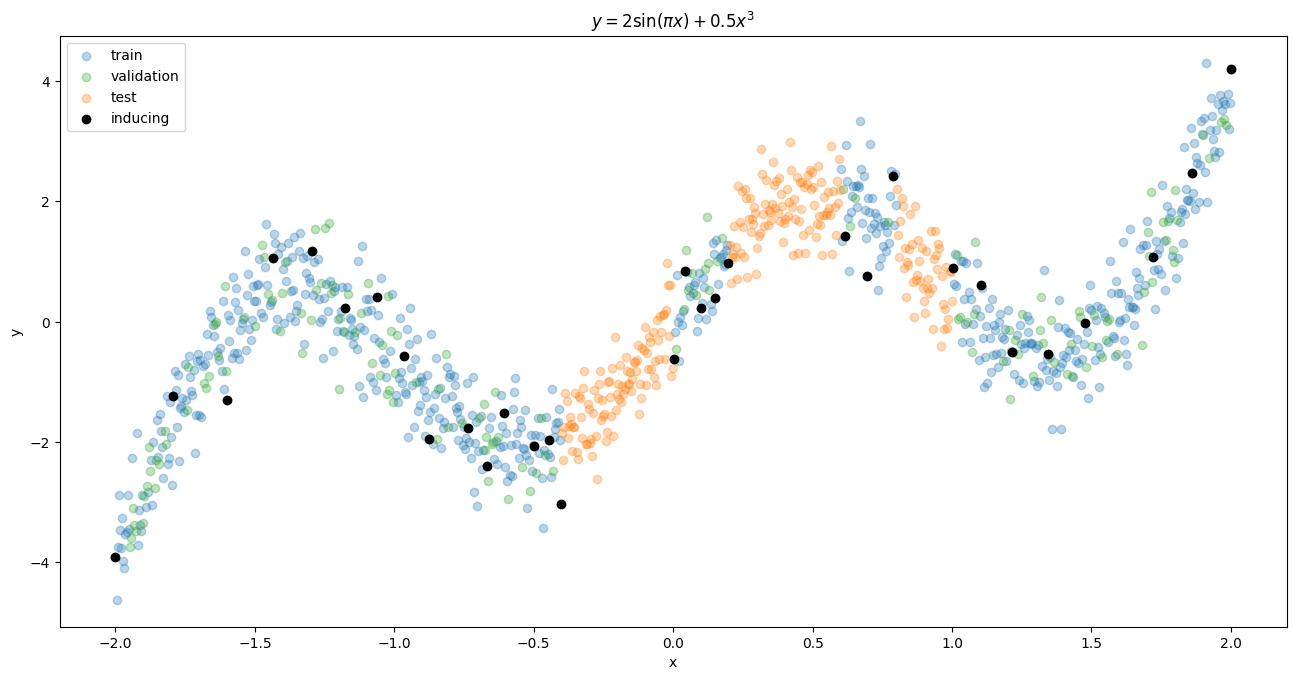 y = 2sin(πx) + 0.5x³
train
validation
test
inducing
4
2
0
−2
−4
y
−2.0 −1.5 −1.0 −0.5 0.0 0.5 1.0 1.5 2.0
x